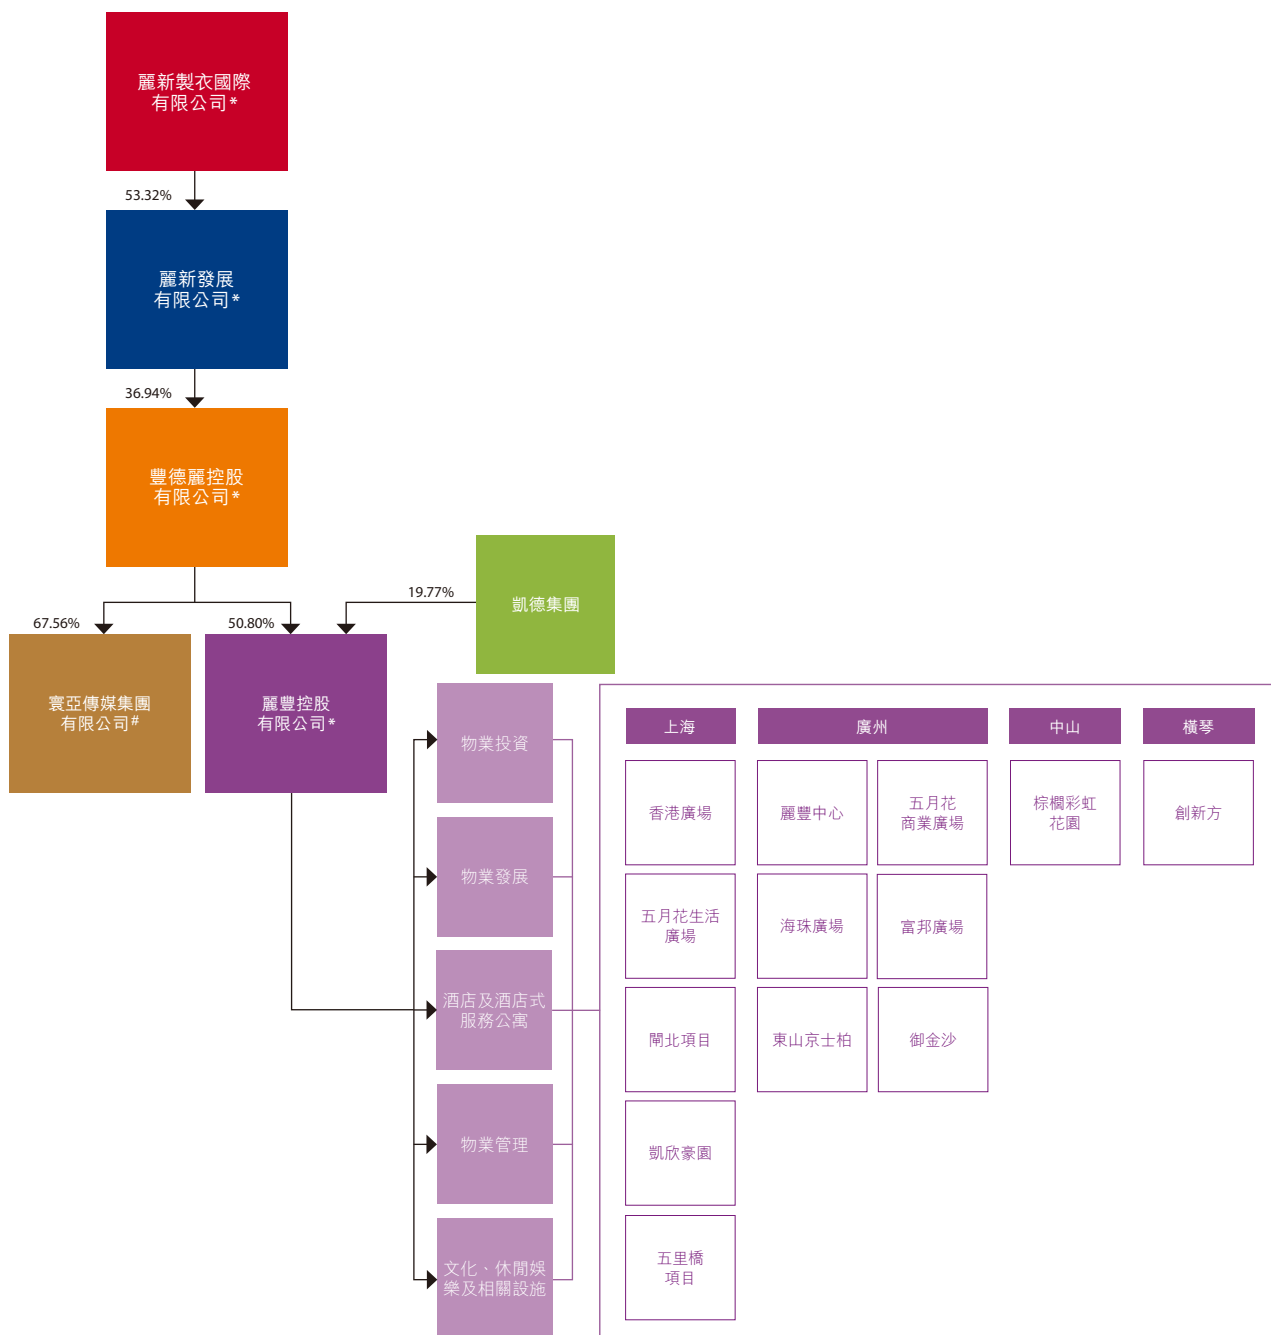 麗新製衣國際
有限公司*
53.32%
麗新發展
有限公司*
36.94%
豐德麗控股
有限公司*
67.56%
50.80%
19.77%
凱德集團
寰亞傳媒集團
有限公司#
麗豐控股
有限公司*
物業投資
物業發展
酒店及酒店式
服務公寓
物業管理
文化、休閒娛
樂及相關設施
上海
香港廣場
五月花生活
廣場
閘北項目
凱欣豪園
五里橋
項目
廣州
麗豐中心
五月花
商業廣場
海珠廣場
富邦廣場
東山京士柏
御金沙
中山
棕櫚彩虹
花園
橫琴
創新方